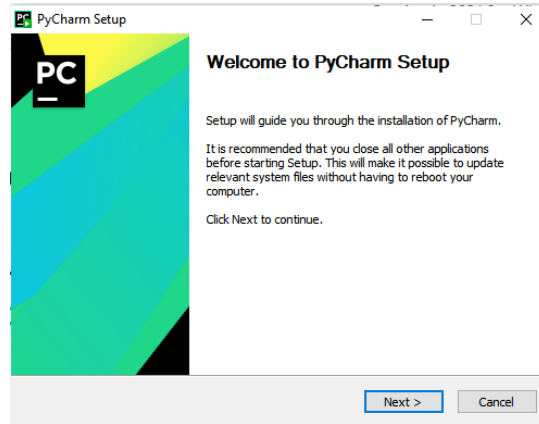 PyCharm Setup
PC
Welcome to PyCharm Setup
Setup will guide you through the installation of PyCharm.
It is recommended that you close all other applications
before starting Setup. This will make it possible to update
relevant system files without having to reboot your
computer.
Click Next to continue.
Next >
Cancel